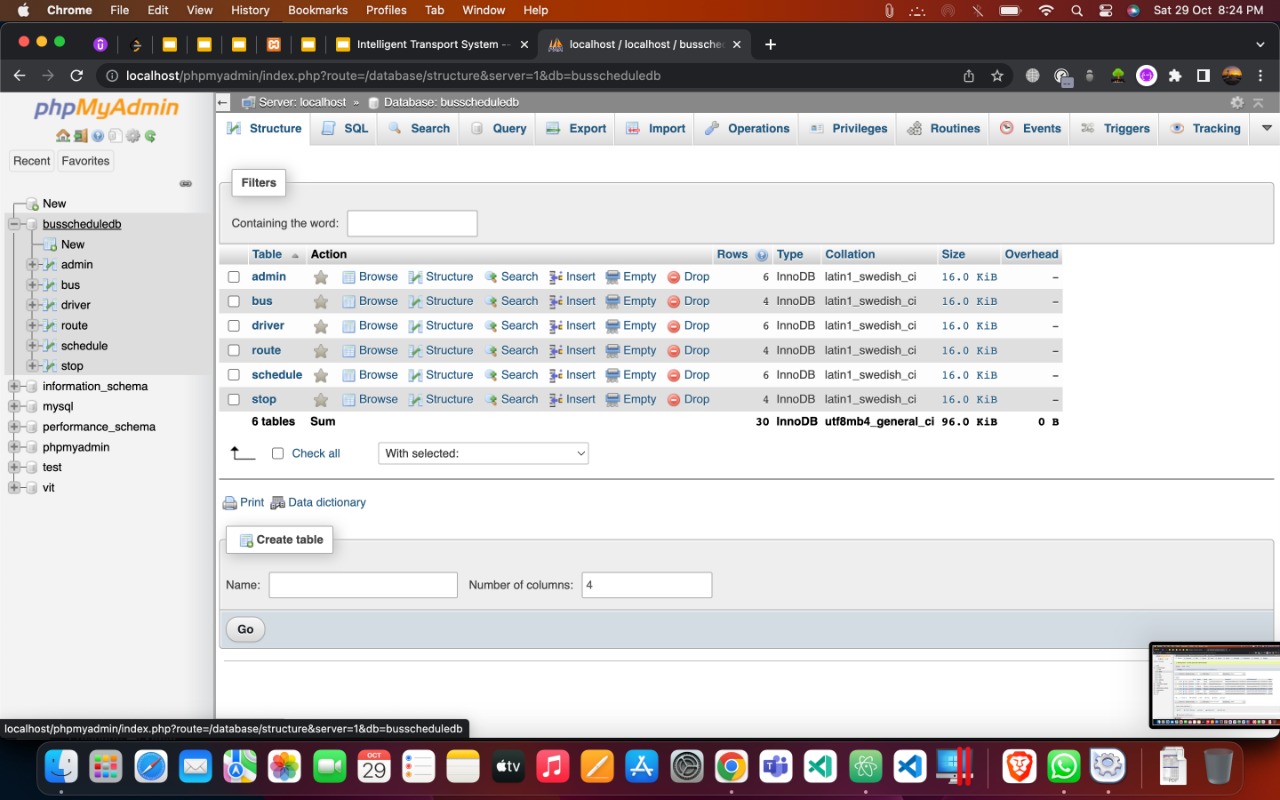 Chrome File Edit View History Bookmarks Profiles Tab Window Help Sat 29 Oct 8:24 PM
Intelligent Transport System - localhost / localhost / bussched
localhost/phpmyadmin/index.php?route=/database/structure&server=1&db=busscheduledb
phpMyAdmin
Recent Favorites
New
busscheduledb
New
admin
bus
driver
route
schedule
stop
information_schema
mysql
performance_schema
phpmyadmin
test
vit
Server: localhost » Database: busscheduledb
Structure SQL Search Query Export Import Operations Privileges Routines Events Triggers Tracking
Filters
Containing the word:
Table Action Rows Type Collation Size Overhead
admin Browse Structure Search Insert Empty Drop 6 InnoDB latin1_swedish_ci 16.0 KiB –
bus Browse Structure Search Insert Empty Drop 4 InnoDB latin1_swedish_ci 16.0 KiB –
driver Browse Structure Search Insert Empty Drop 6 InnoDB latin1_swedish_ci 16.0 KiB –
route Browse Structure Search Insert Empty Drop 4 InnoDB latin1_swedish_ci 16.0 KiB –
schedule Browse Structure Search Insert Empty Drop 6 InnoDB latin1_swedish_ci 16.0 KiB –
stop Browse Structure Search Insert Empty Drop 4 InnoDB latin1_swedish_ci 16.0 KiB –
6 tables Sum 30 InnoDB utf8mb4_general_ci 96.0 KiB 0 B
Check all With selected:
Print Data dictionary
Create table
Name: Number of columns: 4
Go
localhost/phpmyadmin/index.php?route=/database/structure&server=1&db=busscheduledb
OCT
29
tv